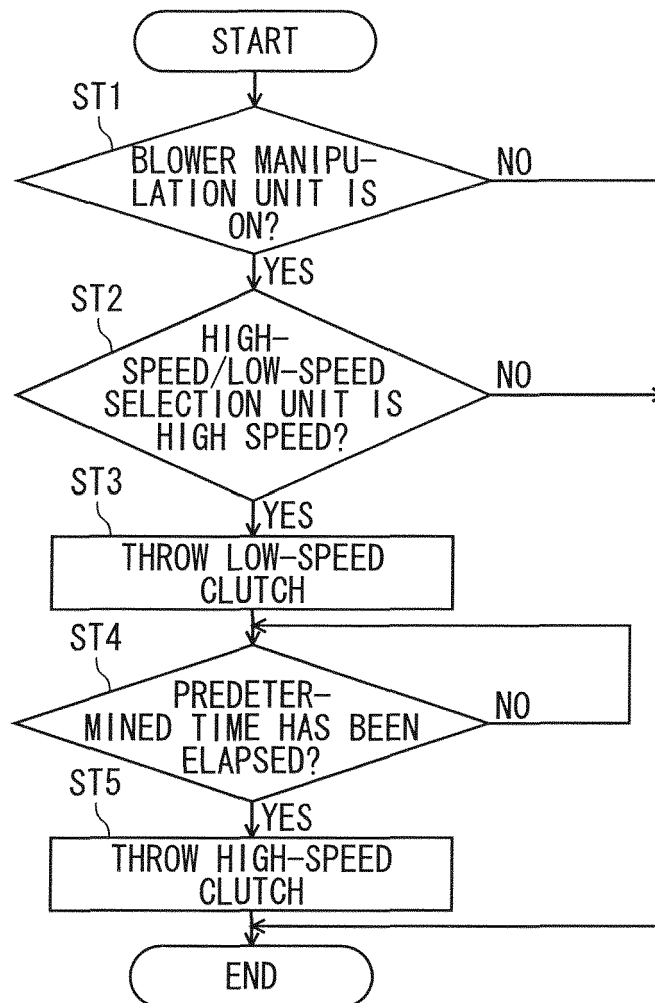 START
ST1
BLOWER MANIPU-
LATION UNIT IS
ON?
NO
YES
ST2
HIGH-
SPEED/LOW-SPEED
SELECTION UNIT IS
HIGH SPEED?
NO
YES
ST3
THROW LOW-SPEED
CLUTCH
ST4
PREDETER-
MINED TIME HAS BEEN
ELAPSED?
NO
YES
ST5
THROW HIGH-SPEED
CLUTCH
END